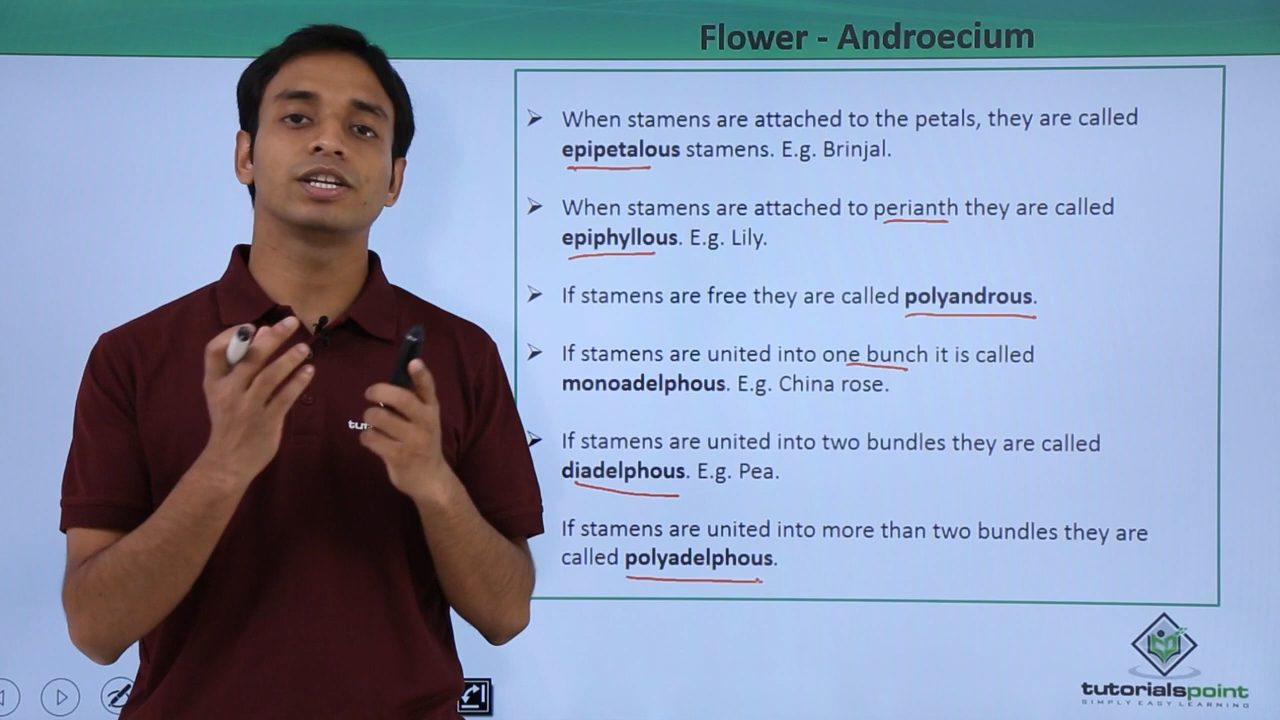 Flower - Androecium
When stamens are attached to the petals, they are called
epipetalous stamens. E.g. Brinjal.
When stamens are attached to perianth they are called
epiphyllous. E.g. Lily.
If stamens are free they are called polyandrous.
If stamens are united into one bunch it is called
monoadelphous. E.g. China rose.
If stamens are united into two bundles they are called
diadelphous. E.g. Pea.
If stamens are united into more than two bundles they are
called polyadelphous.
tutorialspoint
SIMPLY EASY LEARNING